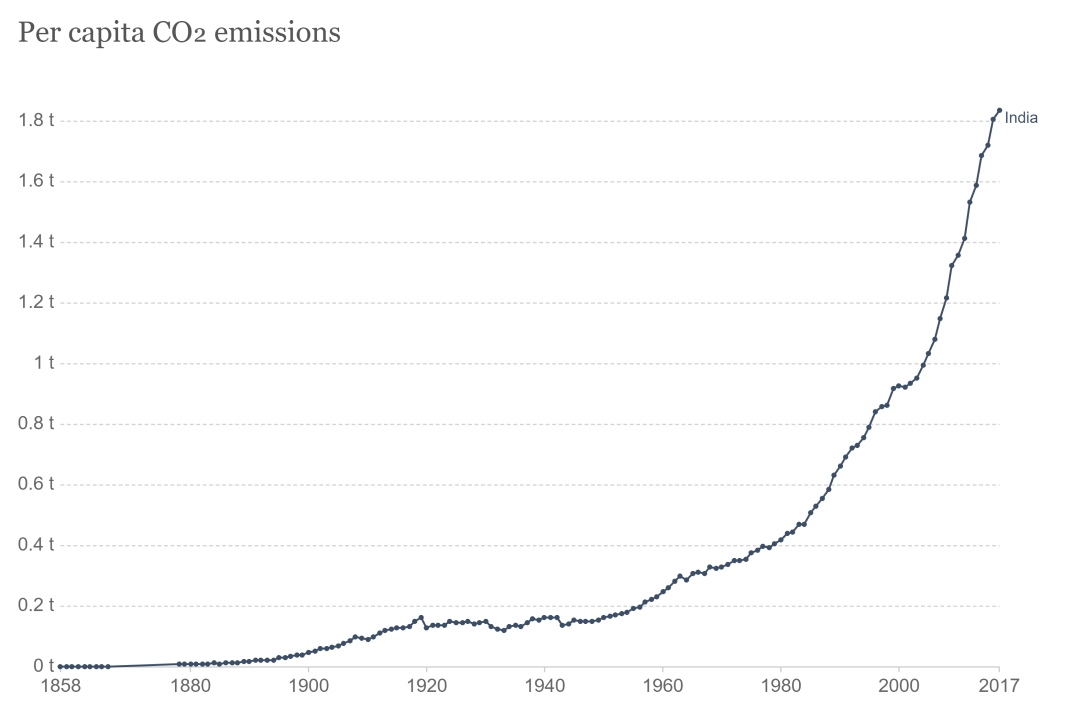 Per capita CO₂ emissions
1.8 t
India
1.6 t
1.4 t
1.2 t
1 t
0.8 t
0.6 t
0.4 t
0.2 t
0 t
1858 1880 1900 1920 1940 1960 1980 2000 2017